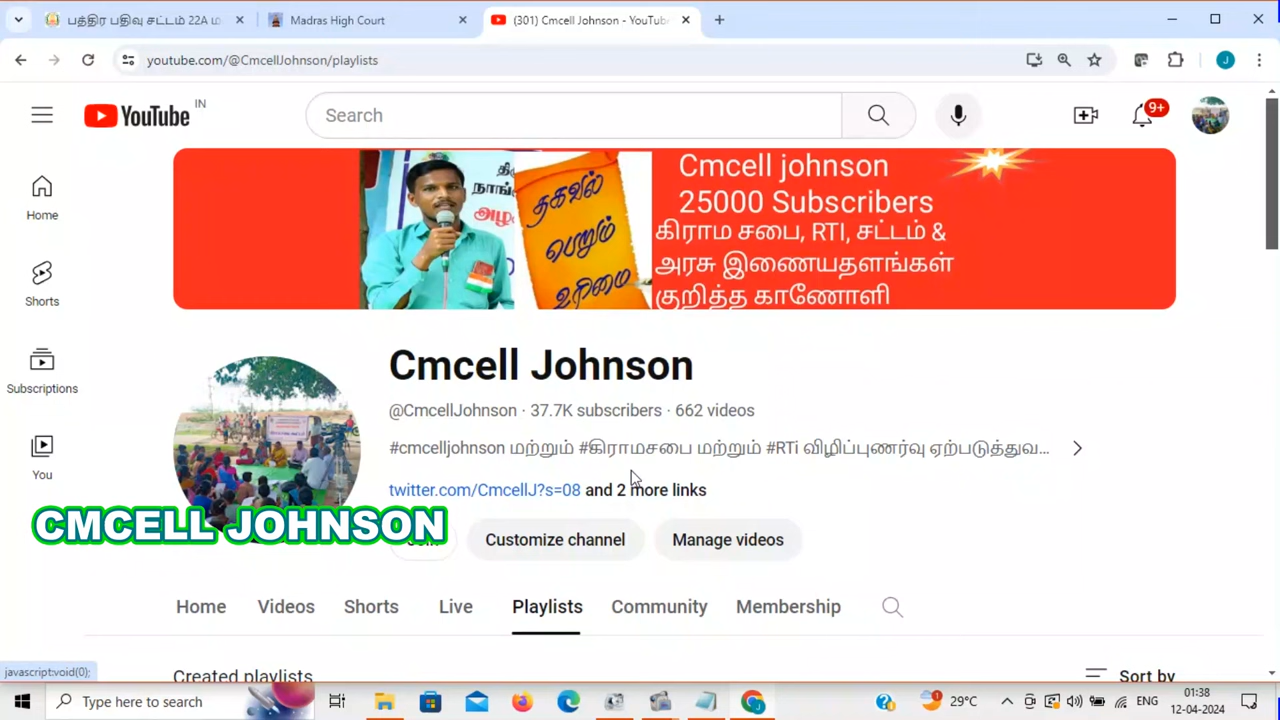 பத்திர பதிவு சட்டம் 22A ம
Madras High Court
(301) Cmcell Johnson - YouTube
youtube.com/@CmcellJohnson/playlists
J
YouTube IN
Search
9+
Home
Shorts
Subscriptions
You
நாங்
அழ
தகவல்
பெறும்
உரிமை
Cmcell johnson
25000 Subscribers
கிராம சபை, RTI, சட்டம் &
அரசு இணையதளங்கள்
குறித்த காணோளி
Cmcell Johnson
@CmcellJohnson · 37.7K subscribers · 662 videos
#cmcelljohnson மற்றும் #கிராமசபை மற்றும் #RTi விழிப்புணர்வு ஏற்படுத்துவ...
twitter.com/CmcellJ?s=08 and 2 more links
CMCELL JOHNSON
Customize channel
Manage videos
Home Videos Shorts Live Playlists Community Membership
Created playlists
Sort by
javascript:void(0);
Type here to search
1
29°C
ENG
01:38
12-04-2024